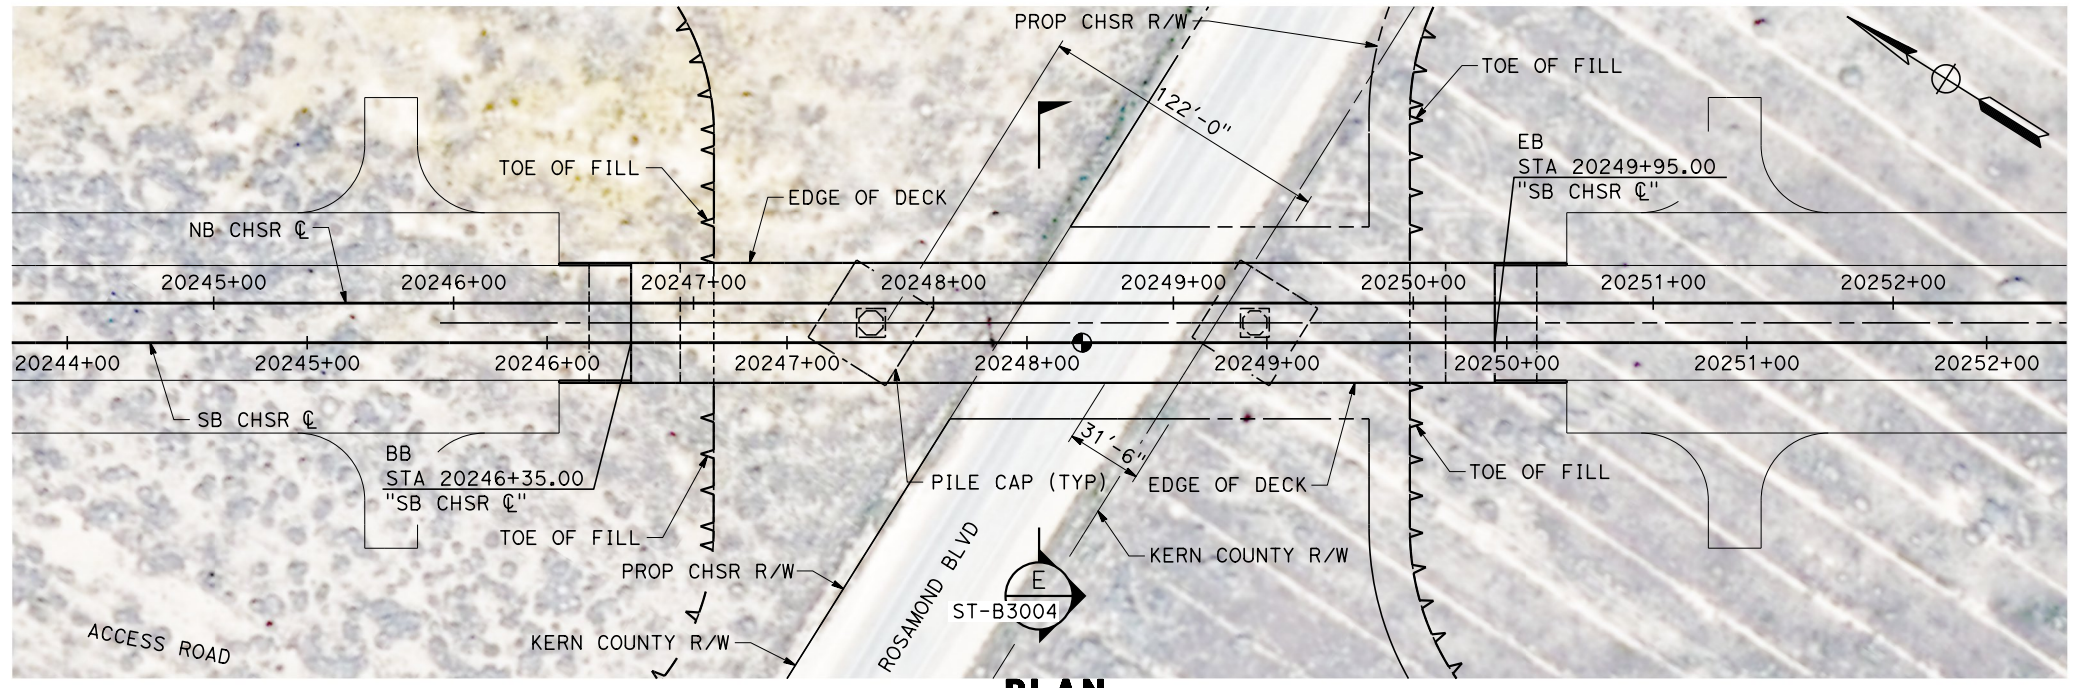 PROP CHSR R/W
TOE OF FILL
122'-0"
EB
STA 20249+95.00
"SB CHSR ℄"
TOE OF FILL
EDGE OF DECK
NB CHSR ℄
20245+00 20246+00 20247+00 20248+00 20249+00 20250+00 20251+00 20252+00
20244+00 20245+00 20246+00 20247+00 20248+00 20249+00 20250+00 20251+00 20252+00
SB CHSR ℄
31'-6"
BB
STA 20246+35.00
"SB CHSR ℄"
PILE CAP (TYP)
EDGE OF DECK
TOE OF FILL
TOE OF FILL
KERN COUNTY R/W
PROP CHSR R/W
E
ST-B3004
ROSAMOND BLVD
KERN COUNTY R/W
ACCESS ROAD
PLAN